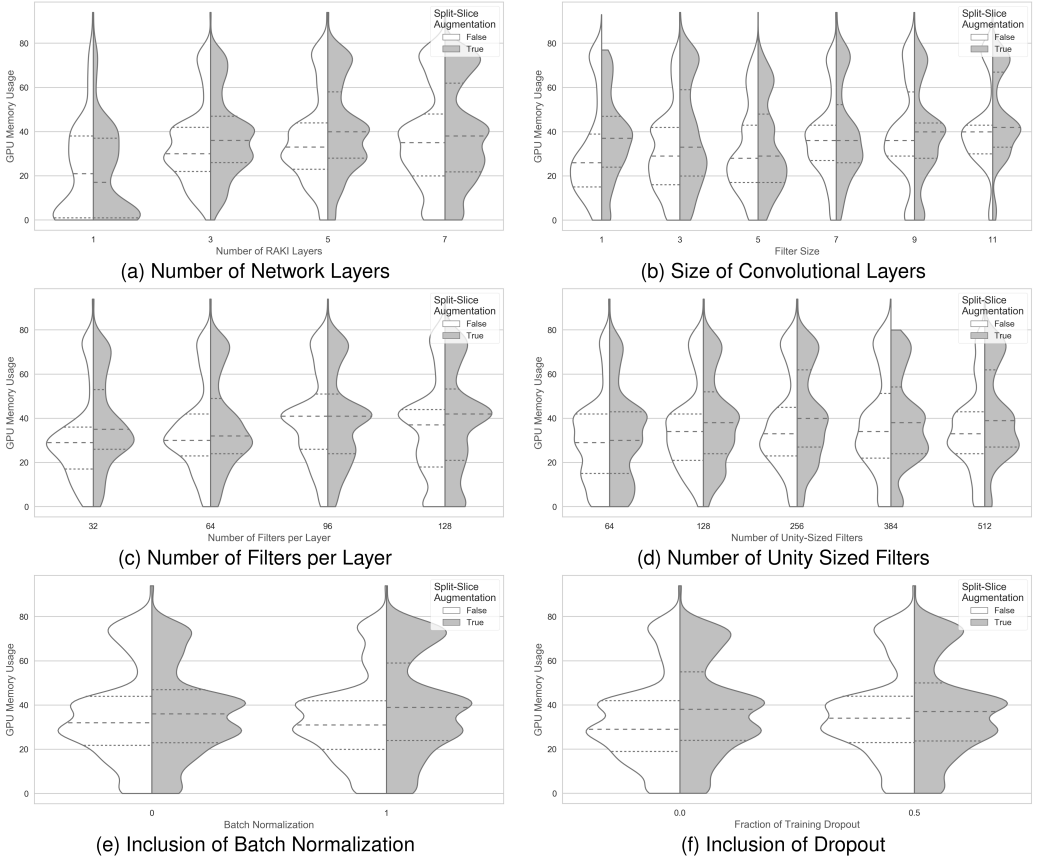 Split-Slice
Augmentation
False
True
GPU Memory Usage
80
60
40
20
0
1 3 5 7
Number of RAKI Layers
(a) Number of Network Layers
Split-Slice
Augmentation
False
True
GPU Memory Usage
80
60
40
20
0
1 3 5 7 9 11
Filter Size
(b) Size of Convolutional Layers
Split-Slice
Augmentation
False
True
GPU Memory Usage
80
60
40
20
0
32 64 96 128
Number of Filters per Layer
(c) Number of Filters per Layer
Split-Slice
Augmentation
False
True
GPU Memory Usage
80
60
40
20
0
64 128 256 384 512
Number of Unity-Sized Filters
(d) Number of Unity Sized Filters
Split-Slice
Augmentation
False
True
GPU Memory Usage
80
60
40
20
0
0 1
Batch Normalization
(e) Inclusion of Batch Normalization
Split-Slice
Augmentation
False
True
GPU Memory Usage
80
60
40
20
0
0.0 0.5
Fraction of Training Dropout
(f) Inclusion of Dropout